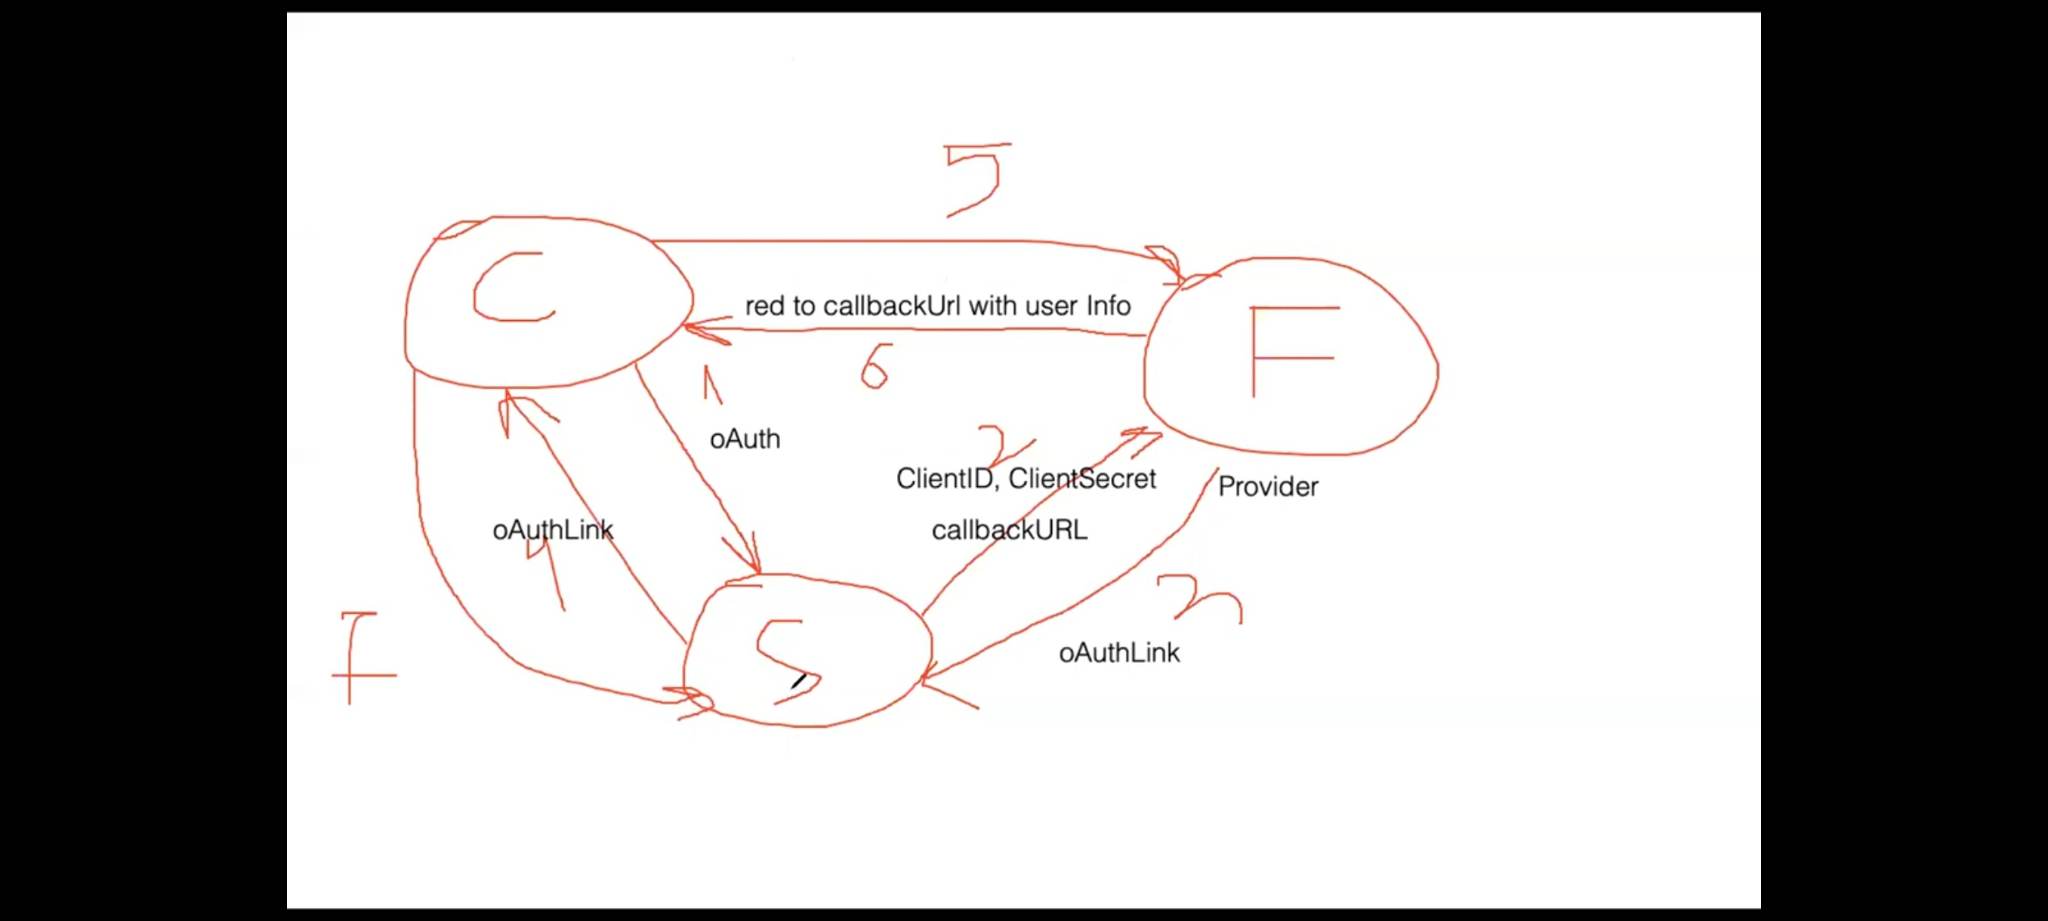 5
C
red to callbackUrl with user Info
F
6
1
oAuth
2
ClientID, ClientSecret
Provider
oAuthLink
callbackURL
4
3
7
S
oAuthLink